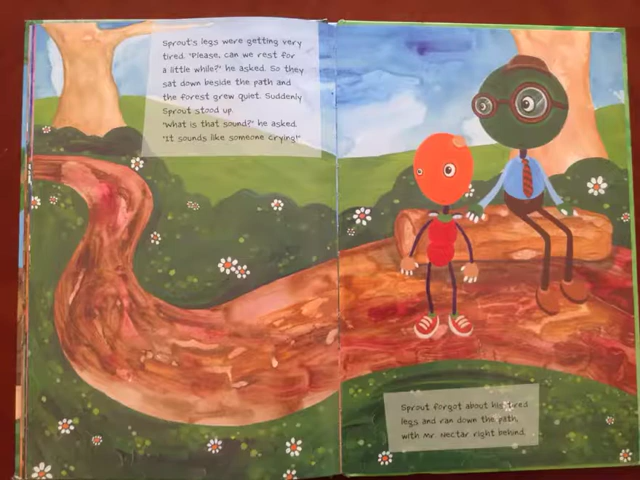 Sprout's legs were getting very
tired. "Please, can we rest for
a little while?" he asked. So they
sat down beside the path and
the forest grew quiet. Suddenly
Sprout stood up.
"What is that sound?" he asked.
"It sounds like someone crying!"
Sprout forgot about his tired
legs and ran down the path,
with Mr. Nectar right behind.